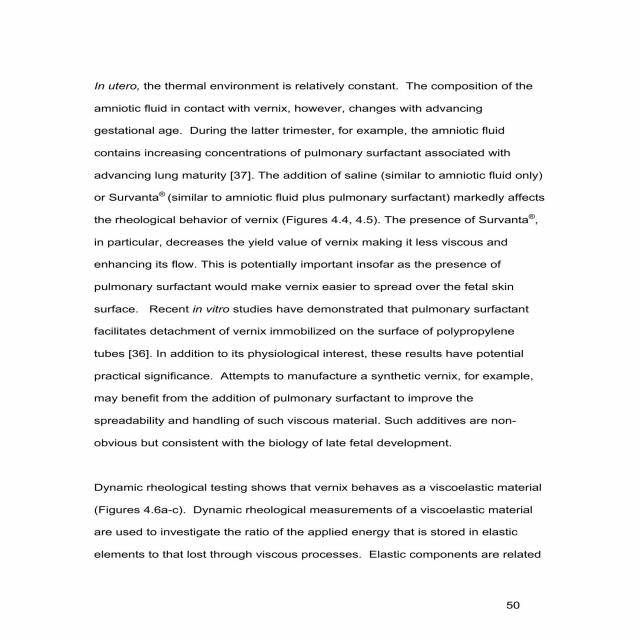 In utero, the thermal environment is relatively constant.  The composition of the
amniotic fluid in contact with vernix, however, changes with advancing
gestational age.  During the latter trimester, for example, the amniotic fluid
contains increasing concentrations of pulmonary surfactant associated with
advancing lung maturity [37]. The addition of saline (similar to amniotic fluid only)
or Survanta® (similar to amniotic fluid plus pulmonary surfactant) markedly affects
the rheological behavior of vernix (Figures 4.4, 4.5). The presence of Survanta®,
in particular, decreases the yield value of vernix making it less viscous and
enhancing its flow. This is potentially important insofar as the presence of
pulmonary surfactant would make vernix easier to spread over the fetal skin
surface.   Recent in vitro studies have demonstrated that pulmonary surfactant
facilitates detachment of vernix immobilized on the surface of polypropylene
tubes [36]. In addition to its physiological interest, these results have potential
practical significance.  Attempts to manufacture a synthetic vernix, for example,
may benefit from the addition of pulmonary surfactant to improve the
spreadability and handling of such viscous material. Such additives are non-
obvious but consistent with the biology of late fetal development.
Dynamic rheological testing shows that vernix behaves as a viscoelastic material
(Figures 4.6a-c).  Dynamic rheological measurements of a viscoelastic material
are used to investigate the ratio of the applied energy that is stored in elastic
elements to that lost through viscous processes.  Elastic components are related
50